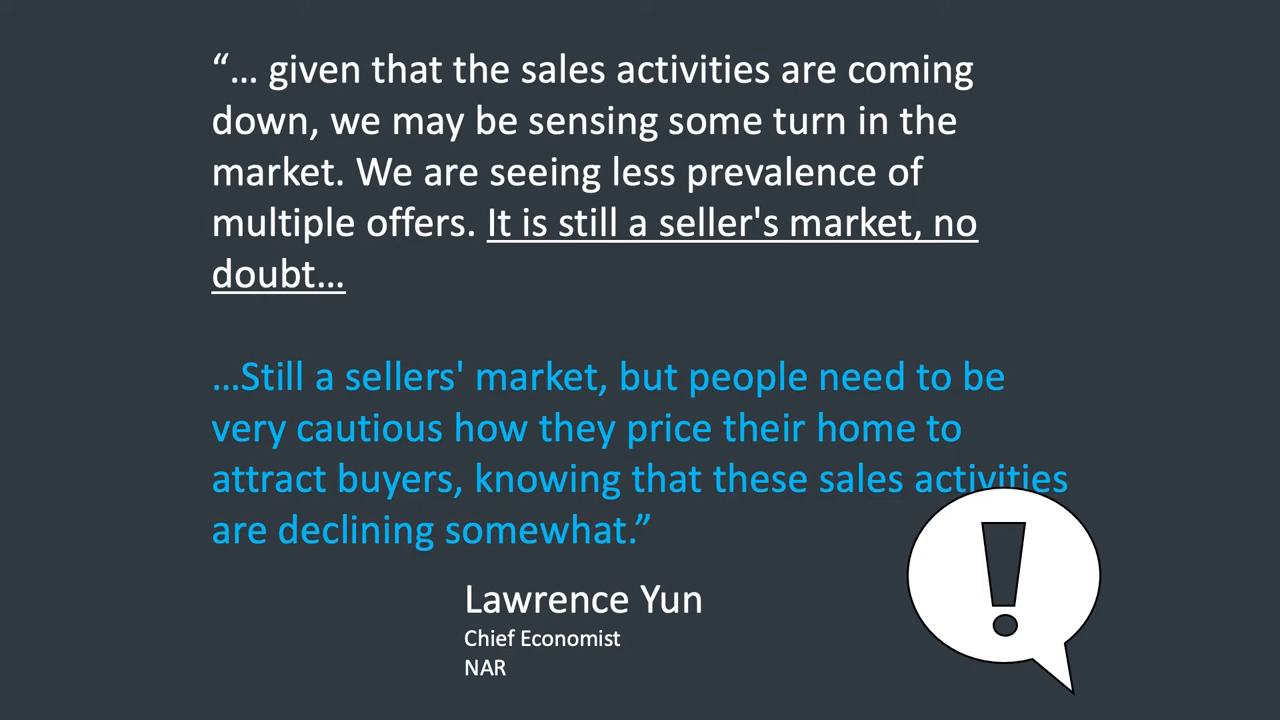 “… given that the sales activities are coming
down, we may be sensing some turn in the
market. We are seeing less prevalence of
multiple offers. It is still a seller's market, no
doubt…
…Still a sellers' market, but people need to be
very cautious how they price their home to
attract buyers, knowing that these sales activities
are declining somewhat.”
Lawrence Yun
Chief Economist
NAR
!